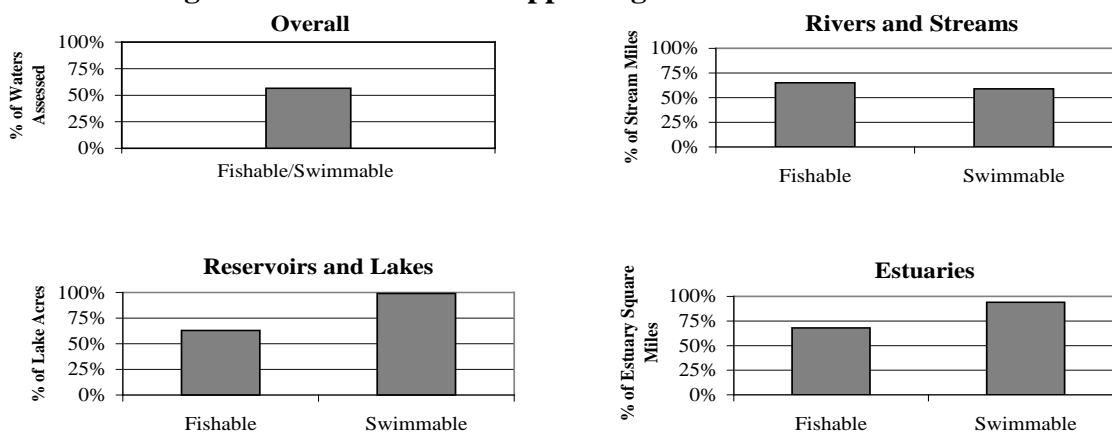 Overall
% of Waters
Assessed
100%
75%
50%
25%
0%
Fishable/Swimmable
Rivers and Streams
% of Stream Miles
100%
75%
50%
25%
0%
Fishable Swimmable
Reservoirs and Lakes
% of Lake Acres
100%
75%
50%
25%
0%
Fishable Swimmable
Estuaries
% of Estuary Square
Miles
100%
75%
50%
25%
0%
Fishable Swimmable